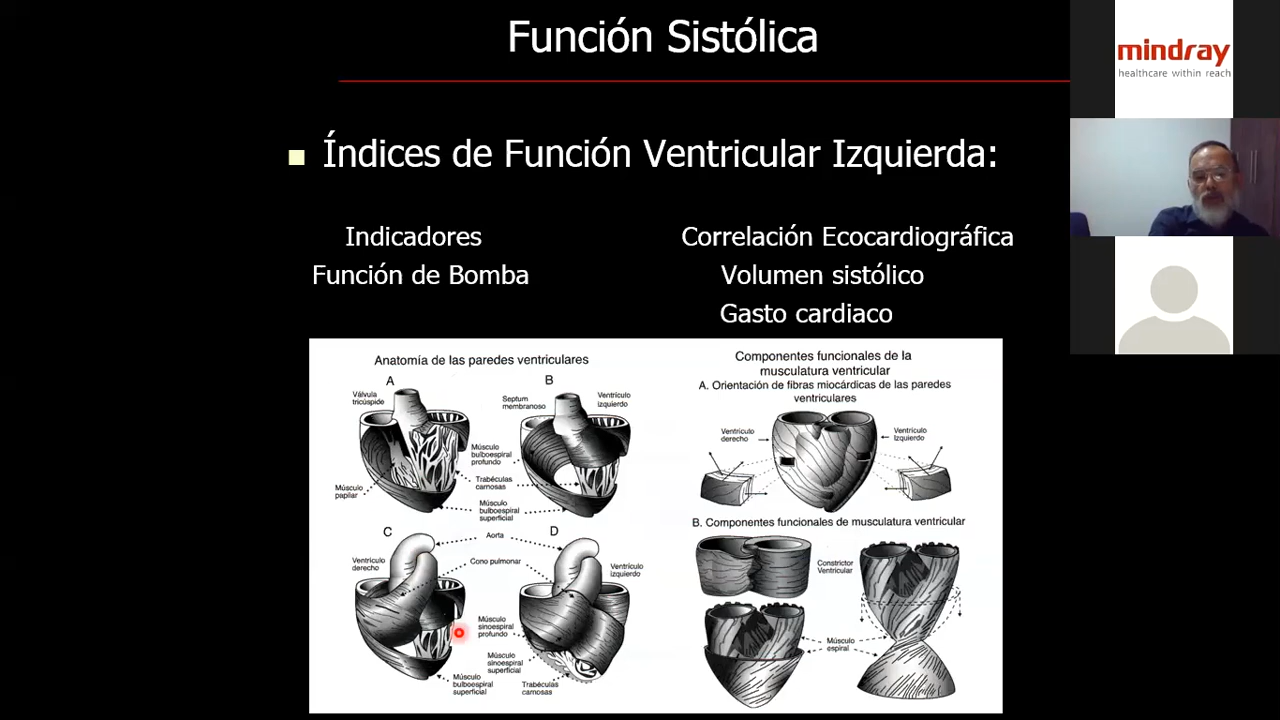 Función Sistólica
mindray
healthcare within reach
Índices de Función Ventricular Izquierda:
Indicadores
Función de Bomba
Correlación Ecocardiográfica
Volumen sistólico
Gasto cardiaco
Anatomía de las paredes ventriculares
A
B
Válvula
tricúspide
Septum
membranoso
Ventrículo
izquierdo
Músculo
bulboespiral
profundo
Trabéculas
carnosas
Músculo
papilar
Músculo
bulboespiral
superficial
C
D
Aorta
Ventrículo
derecho
Cono pulmonar
Ventrículo
izquierdo
Músculo
sinoespiral
profundo
Músculo
sinoespiral
superficial
Músculo
bulboespiral
superficial
Trabéculas
carnosas
Componentes funcionales de la
musculatura ventricular
A. Orientación de fibras miocárdicas de las paredes
ventriculares
Ventrículo
derecho
Ventrículo
Izquierdo
B. Componentes funcionales de musculatura ventricular
Constrictor
Ventricular
Músculo
espiral